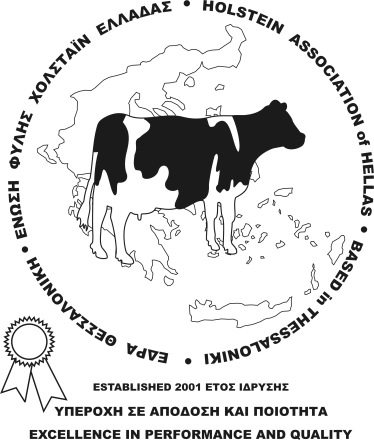 ΕΝΩΣΗ ΦΥΛΗΣ ΧΟΛΣΤΑΪΝ ΕΛΛΑΔΑΣ • HOLSTEIN ASSOCIATION of HELLAS • BASED in THESSALONIKI • ΕΔΡΑ ΘΕΣΣΑΛΟΝΙΚΗ •
ESTABLISHED 2001 ΕΤΟΣ ΙΔΡΥΣΗΣ
ΥΠΕΡΟΧΗ ΣΕ ΑΠΟΔΟΣΗ ΚΑΙ ΠΟΙΟΤΗΤΑ
EXCELLENCE IN PERFORMANCE AND QUALITY